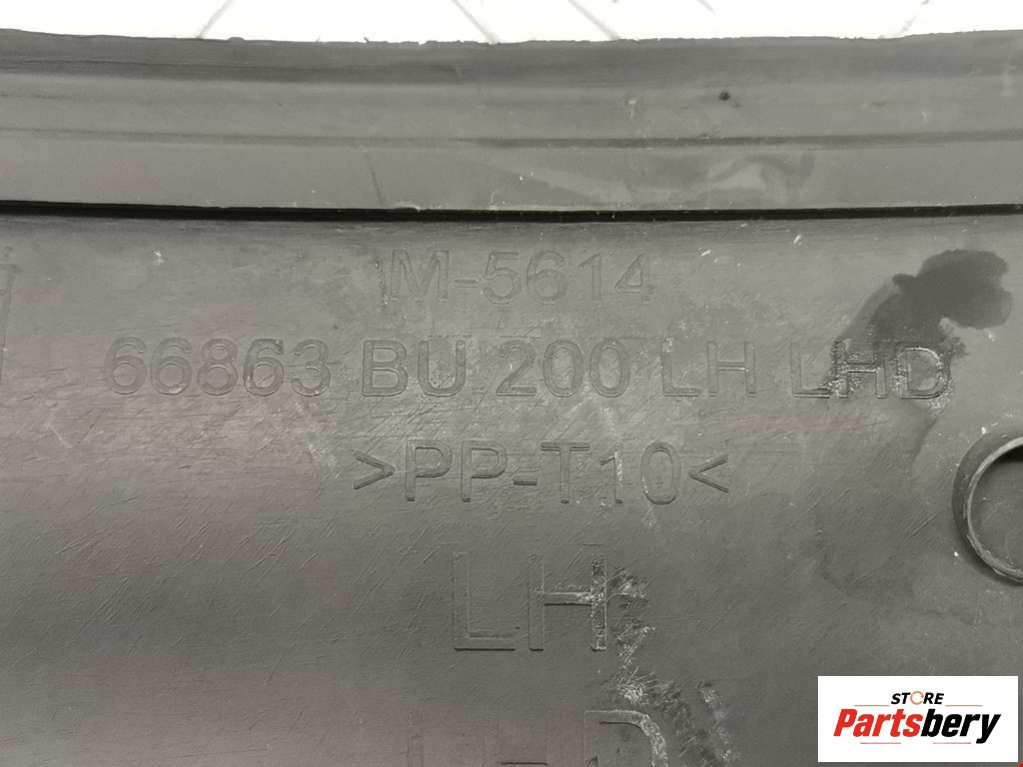 M-5614
66863 BU 200 LH LHD
>PP-T10<
LH
STORE
Partsbery